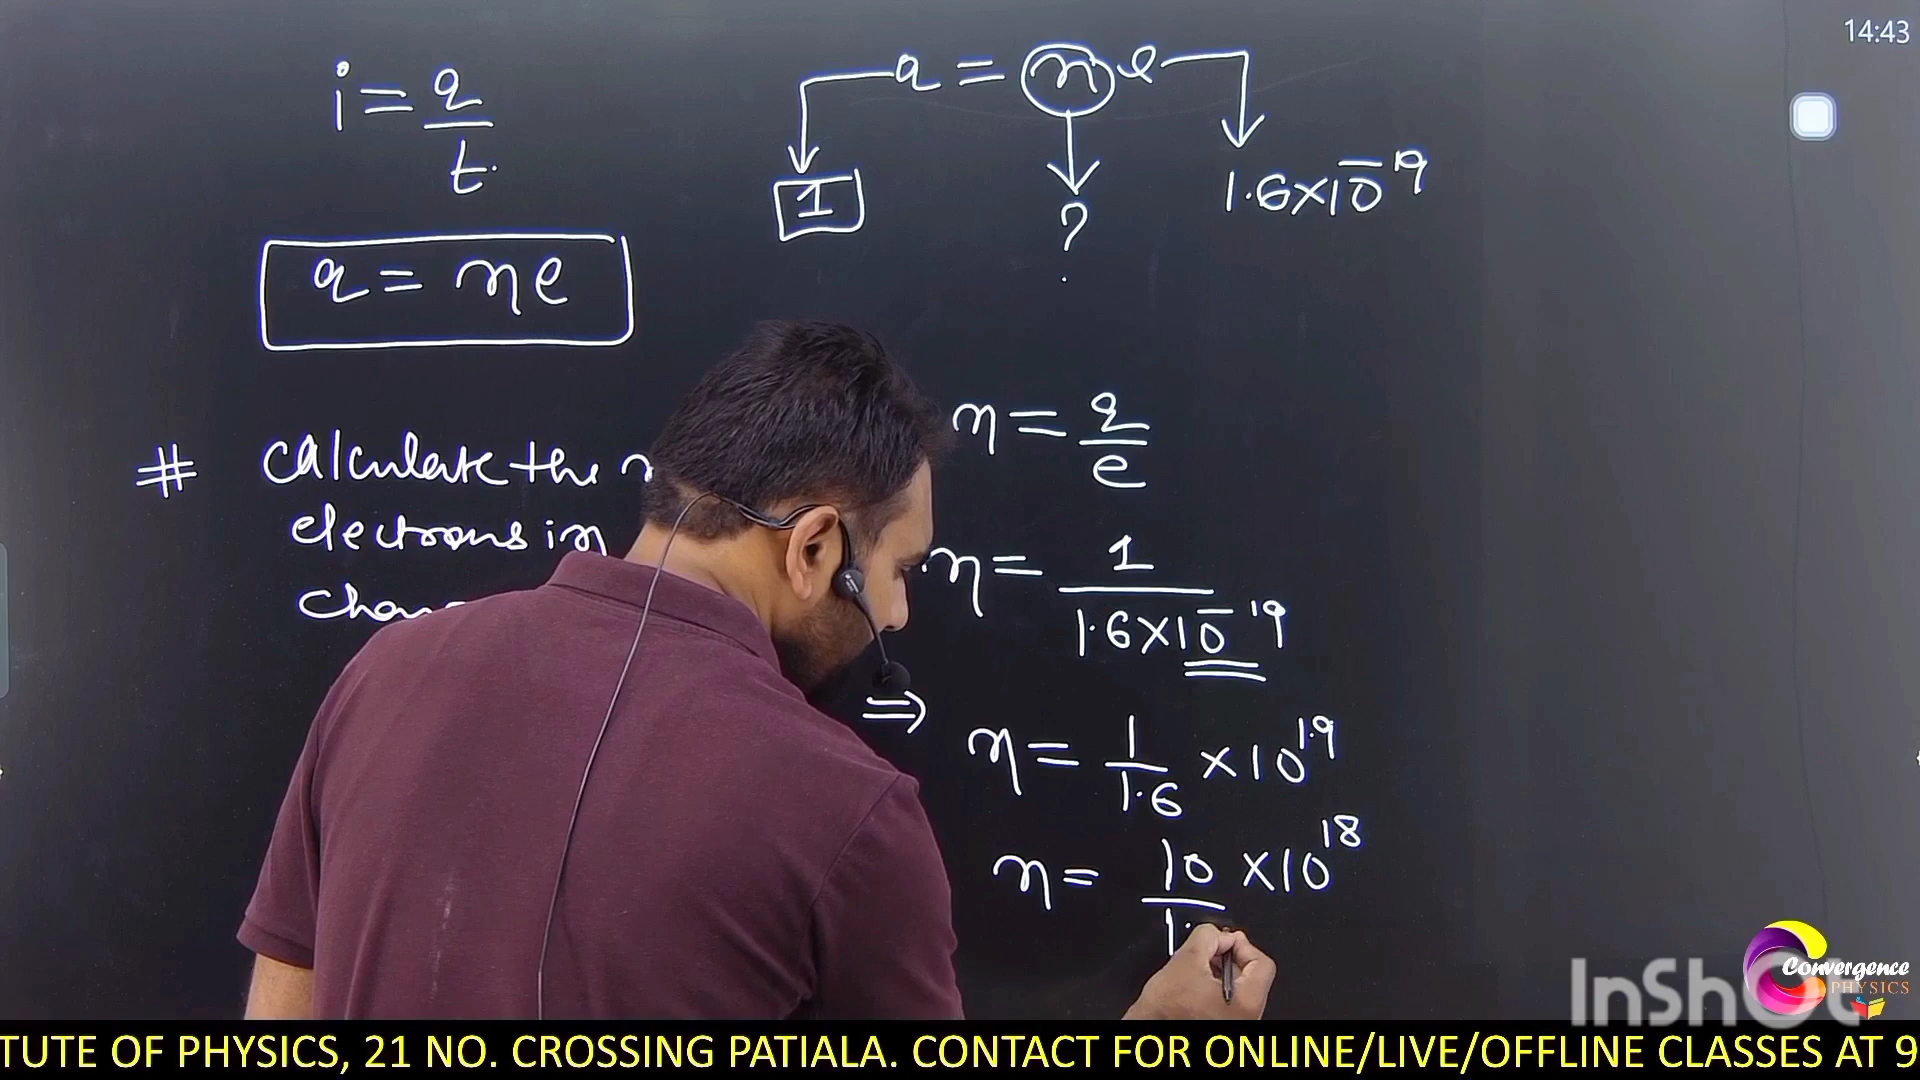 14:43
i = q/t
q = ne
1
?
1.6×10⁻¹⁹
q = ne
# Calculate the
electrons in
n = q/e
n = 1/1.6×10⁻¹⁹
⇒ n = 1/1.6 × 10¹⁹
n = 10/1. × 10¹⁸
InShot
Convergence
PHYSICS
TUTE OF PHYSICS, 21 NO. CROSSING PATIALA. CONTACT FOR ONLINE/LIVE/OFFLINE CLASSES AT 9